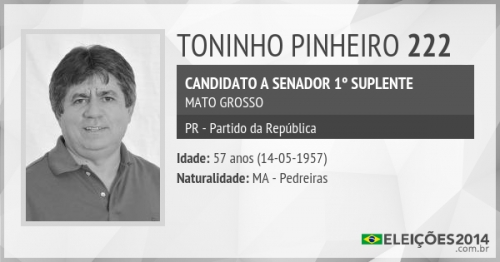 TONINHO PINHEIRO 222
CANDIDATO A SENADOR 1º SUPLENTE
MATO GROSSO
PR - Partido da República
Idade: 57 anos (14-05-1957)
Naturalidade: MA - Pedreiras
ELEIÇÕES2014
.com.br